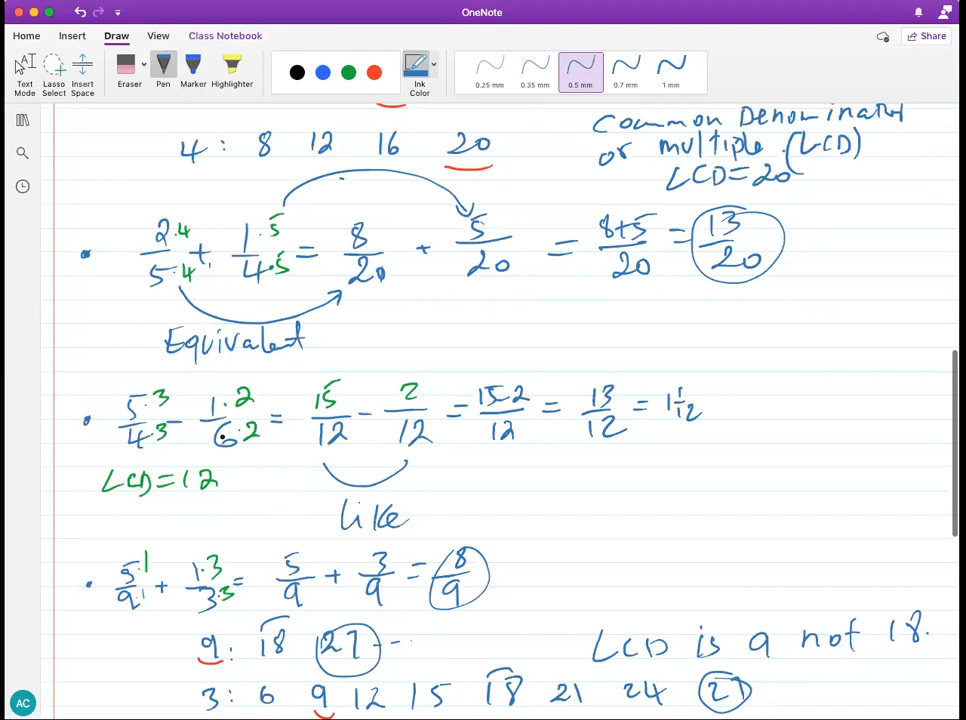 OneNote
Home Insert Draw View Class Notebook Share
Text Mode Lasso Select Insert Space Eraser Pen Marker Highlighter Ink Color 0.25 mm 0.35 mm 0.5 mm 0.7 mm 1 mm
Common Denominator
4 : 8 12 16 20 or multiple (LCD)
LCD = 20
• 2·4/5·4 + 1·5/4·5 = 8/20 + 5/20 = 8+5/20 = 13/20
Equivalent
• 5·3/4·3 - 1·2/6·2 = 15/12 - 2/12 = 15-2/12 = 13/12 = 1 1/12
LCD = 12
like
• 5·1/9·1 + 1·3/3·3 = 5/9 + 3/9 = 8/9
9 : 18 27 - - LCD is 9 not 18.
3 : 6 9 12 15 18 21 24 27
AC